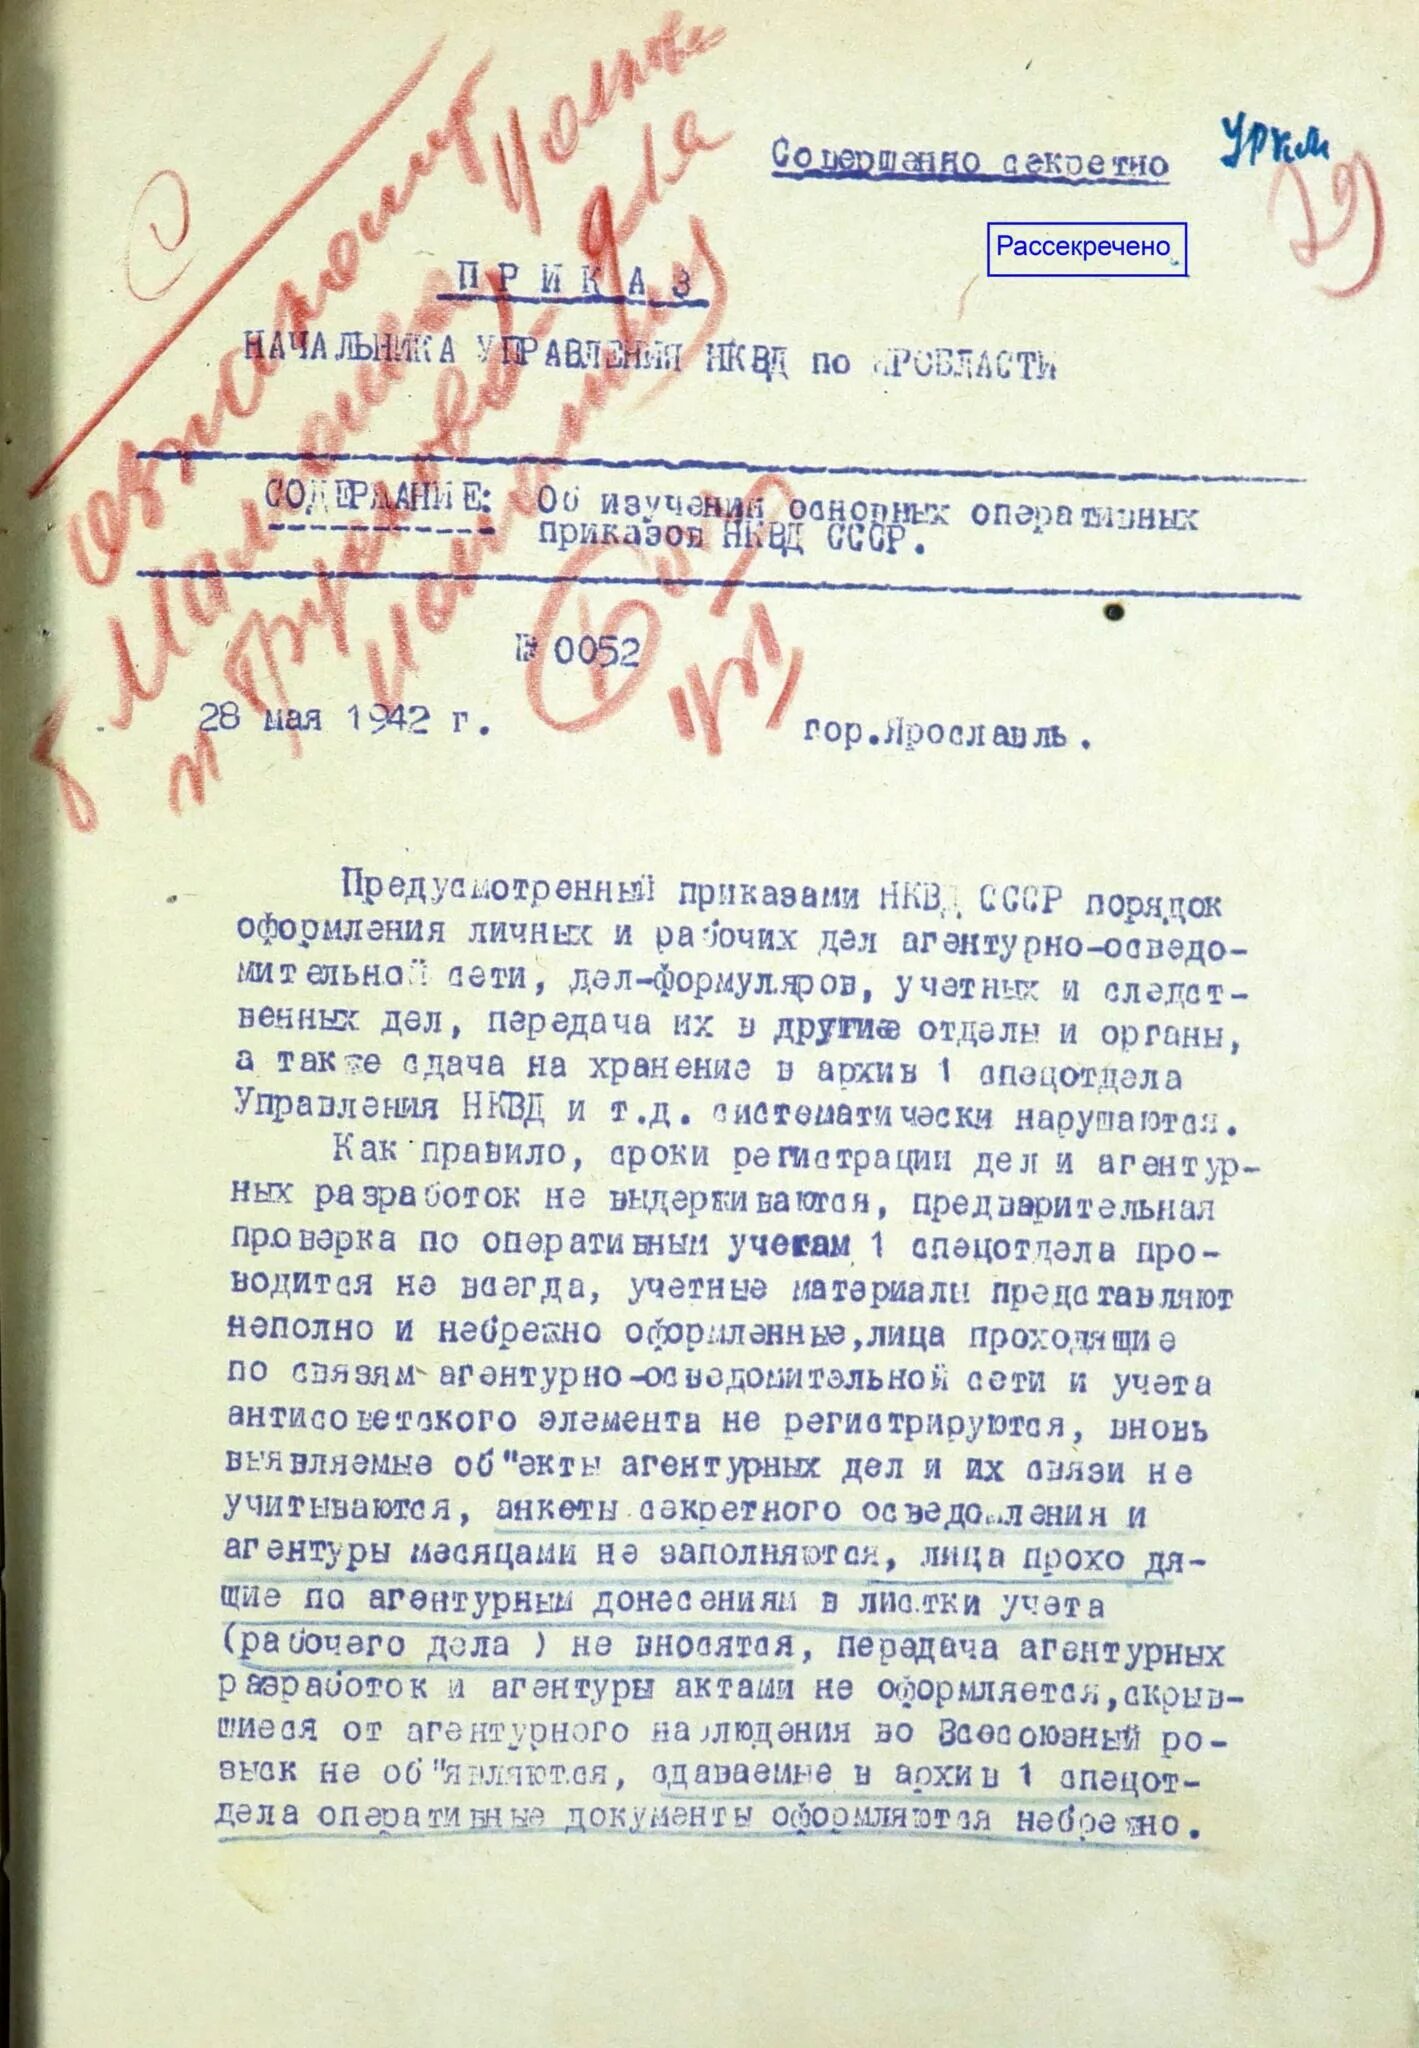 Совершенно секретно
УРКМ
Рассекречено
29)
ПРИКАЗ
НАЧАЛЬНИКА УПРАВЛЕНИЯ НКВД по ЯРОБЛАСТИ
СОДЕРЖАНИЕ: Об изучении основных оперативных
приказов НКВД СССР.
№ 0052
28 мая 1942 г. гор.Ярославль.
Предусмотренный приказами НКВД СССР порядок
оформления личных и рабочих дел агентурно-осведо-
мительной сети, дел-формуляров, учетных и следст-
венных дел, передача их в другие отделы и органы,
а также сдача на хранение в архив 1 спецотдела
Управления НКВД и т.д. систематически нарушаются.
Как правило, сроки регистрации дел и агентур-
ных разработок не выдерживаются, предварительная
проверка по оперативным учетам 1 спецотдела про-
водится не всегда, учетные материалы представляют
неполно и небрежно оформленные,лица проходящие
по связям агентурно-осведомительной сети и учета
антисоветского элемента не регистрируются, вновь
выявляемые об"екты агентурных дел и их связи не
учитываются, анкеты секретного осведомления и
агентуры месяцами не заполняются, лица проходя-
щие по агентурным донесениям в листки учета
(рабочего дела ) не вносятся, передача агентурных
разработок и агентуры актами не оформляется,скрыв-
шиеся от агентурного наблюдения во Всесоюзный ро-
зыск не об"являются, сдаваемые в архив 1 спецот-
дела оперативные документы оформляются небрежно.